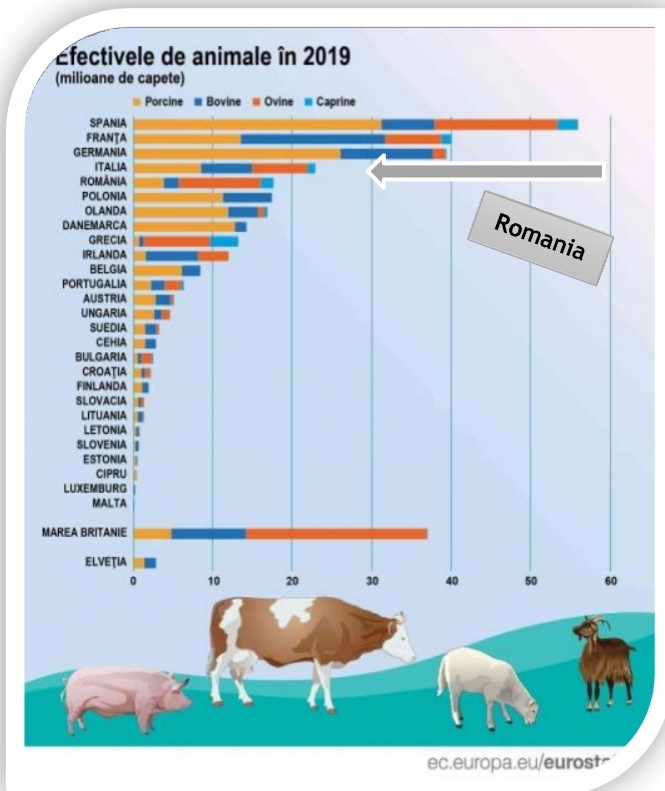 Efectivele de animale în 2019
(milioane de capete)
Porcine Bovine Ovine Caprine
SPANIA
FRANȚA
GERMANIA
ITALIA
ROMÂNIA
POLONIA
OLANDA
DANEMARCA
GRECIA
IRLANDA
BELGIA
PORTUGALIA
AUSTRIA
UNGARIA
SUEDIA
CEHIA
BULGARIA
CROAȚIA
FINLANDA
SLOVACIA
LITUANIA
LETONIA
SLOVENIA
ESTONIA
CIPRU
LUXEMBURG
MALTA
MAREA BRITANIE
ELVEȚIA
0 10 20 30 40 50 60
Romania
ec.europa.eu/eurost